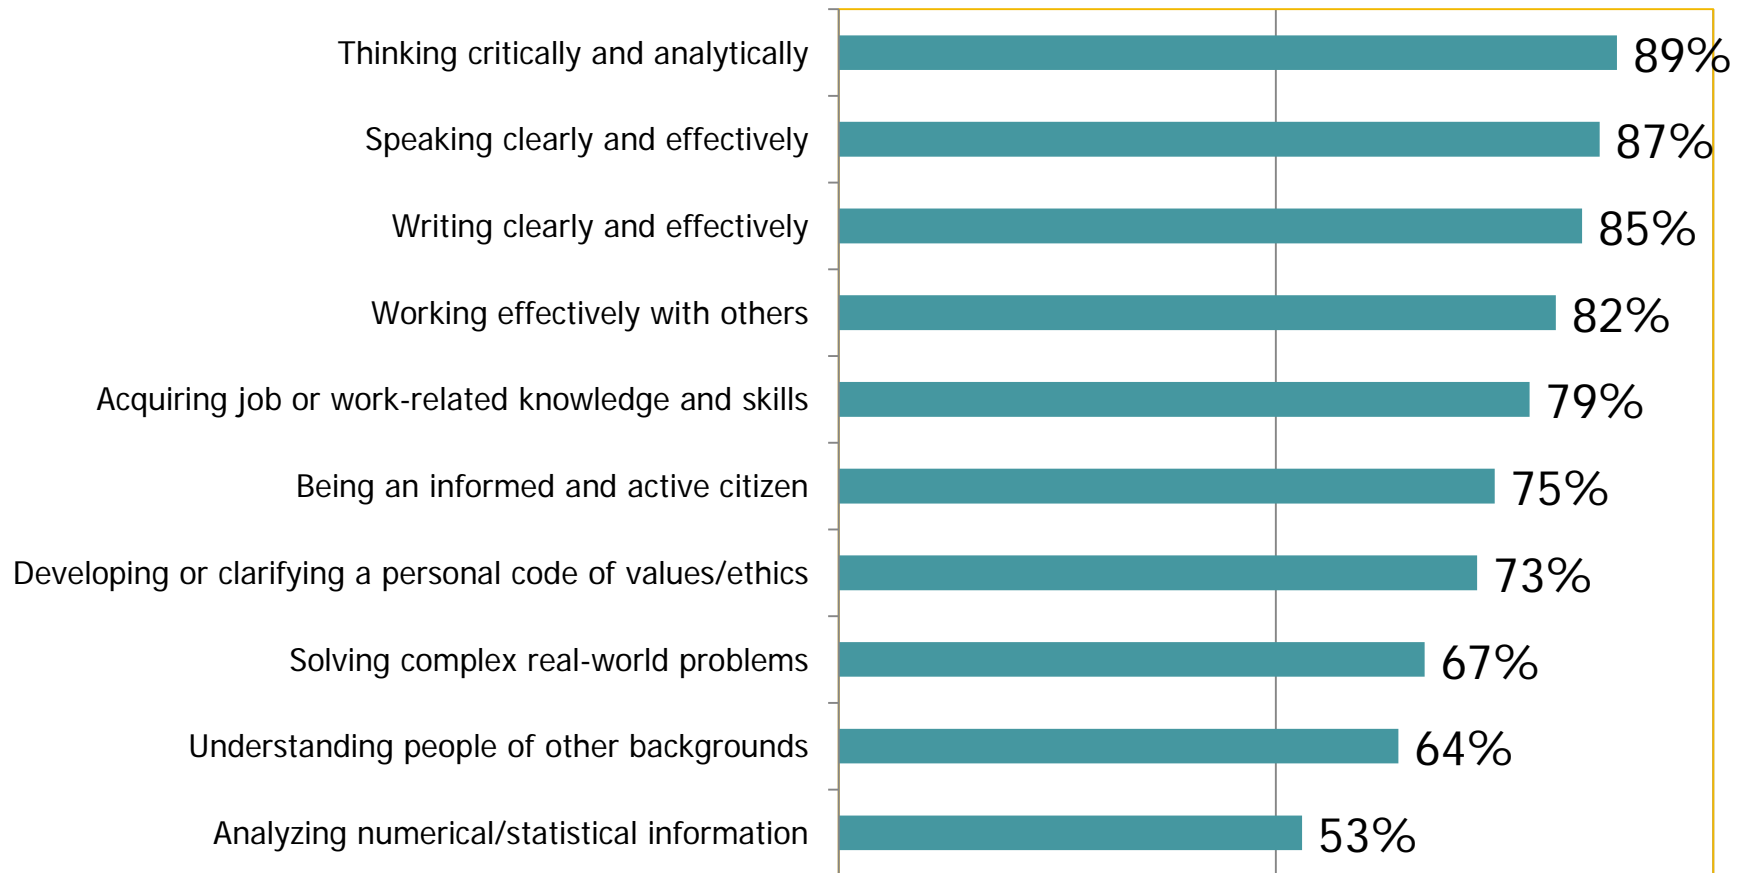 Thinking critically and analytically 89%
Speaking clearly and effectively 87%
Writing clearly and effectively 85%
Working effectively with others 82%
Acquiring job or work-related knowledge and skills 79%
Being an informed and active citizen 75%
Developing or clarifying a personal code of values/ethics 73%
Solving complex real-world problems 67%
Understanding people of other backgrounds 64%
Analyzing numerical/statistical information 53%